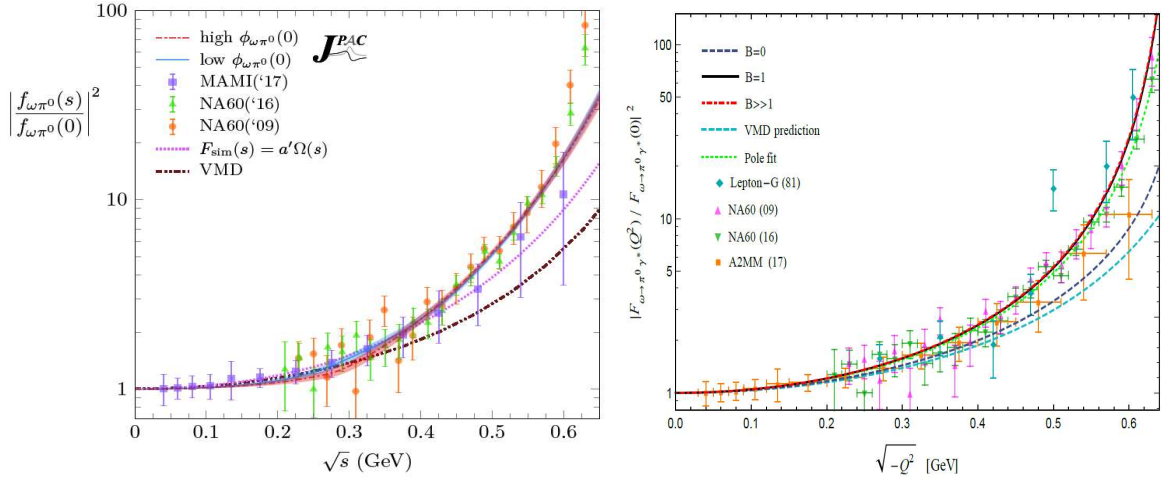 100
10
1
0
0.1
0.2
0.3
0.4
0.5
0.6
√s (GeV)
|f_{ωπ⁰}(s) / f_{ωπ⁰}(0)|²
high ϕ_{ωπ⁰}(0)
low ϕ_{ωπ⁰}(0)
MAMI(‘17)
NA60(‘16)
NA60(‘09)
F_{sim}(s) = a′Ω(s)
VMD
JPAC
|F_{ω→π⁰ γ*}(Q²) / F_{ω→π⁰ γ*}(0)| ²
100
50
10
5
1
0.0
0.1
0.2
0.3
0.4
0.5
0.6
√−Q² [GeV]
B=0
B=1
B>>1
VMD prediction
Pole fit
Lepton−G (81)
NA60 (09)
NA60 (16)
A2MM (17)